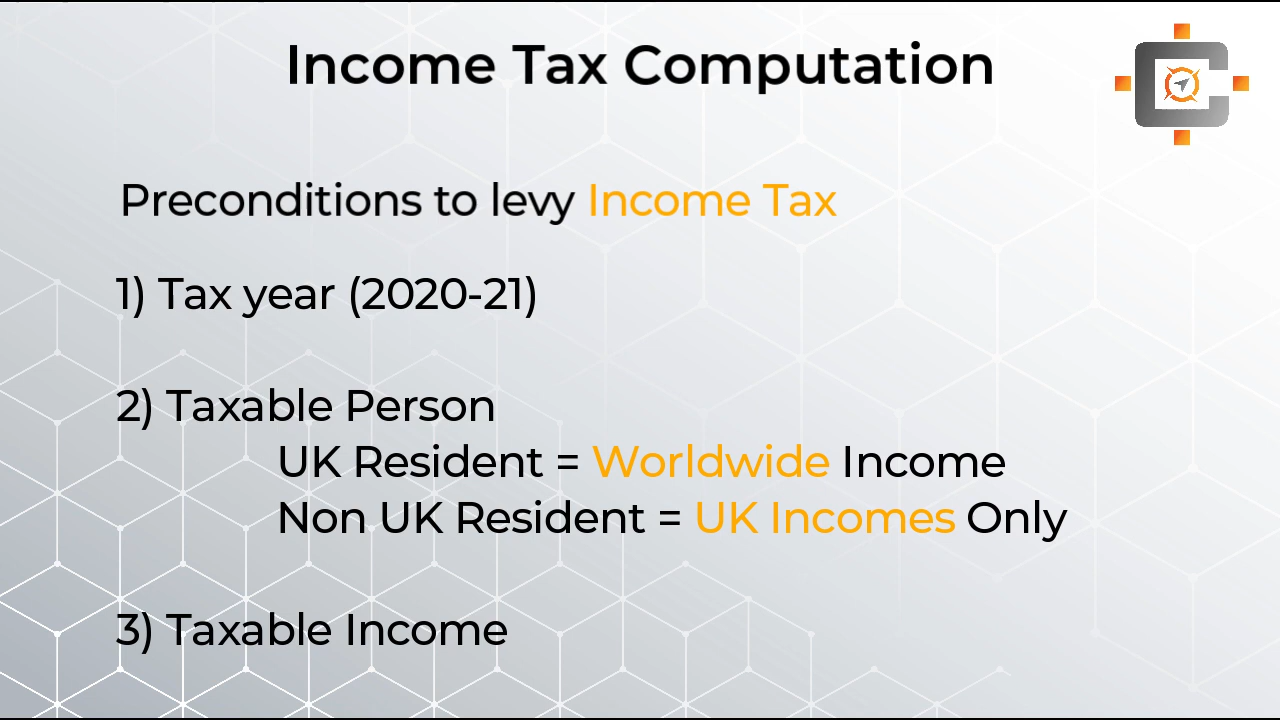 Income Tax Computation
Preconditions to levy Income Tax
1) Tax year (2020-21)
2) Taxable Person
UK Resident = Worldwide Income
Non UK Resident = UK Incomes Only
3) Taxable Income